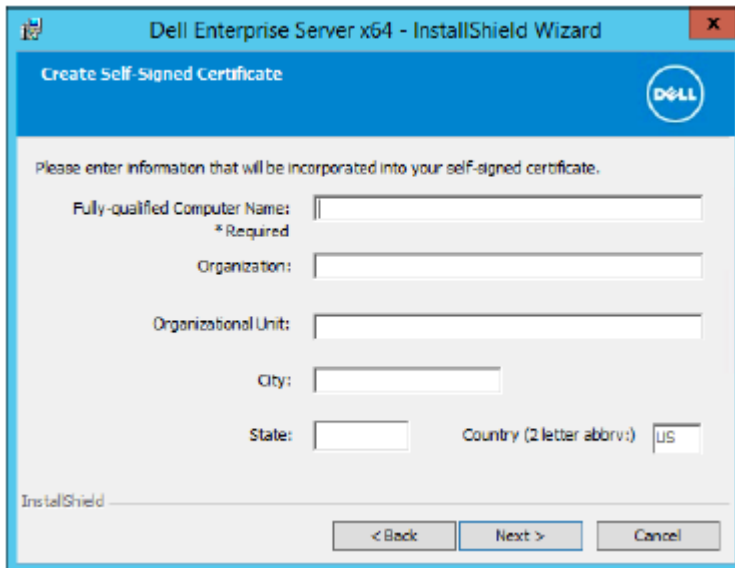 Dell Enterprise Server x64 - InstallShield Wizard
x
Create Self-Signed Certificate
DELL
Please enter information that will be incorporated into your self-signed certificate.
Fully-qualified Computer Name:
* Required
Organization:
Organizational Unit:
City:
State:
Country (2 letter abbrv:)
US
InstallShield
< Back
Next >
Cancel